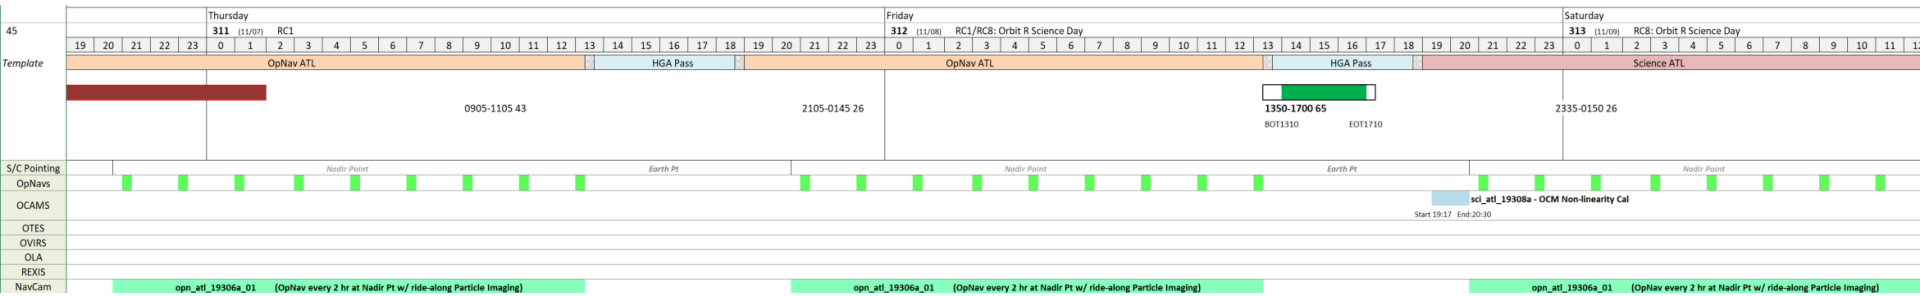 Thursday Friday Saturday
45 311 (11/07) RC1 312 (11/08) RC1/RC8: Orbit R Science Day 313 (11/09) RC8: Orbit R Science Day
19 20 21 22 23 0 1 2 3 4 5 6 7 8 9 10 11 12 13 14 15 16 17 18 19 20 21 22 23 0 1 2 3 4 5 6 7 8 9 10 11 12 13 14 15 16 17 18 19 20 21 22 23 0 1 2 3 4 5 6 7 8 9 10 11 12
Template OpNav ATL HGA Pass OpNav ATL HGA Pass Science ATL
0905-1105 43 2105-0145 26 1350-1700 65 2335-0150 26
BOT1310 EOT1710
S/C Pointing Nadir Point Earth Pt Nadir Point Earth Pt Nadir Point
OpNavs
OCAMS sci_atl_19308a - OCM Non-linearity Cal
Start 19:17 End:20:30
OTES
OVIRS
OLA
REXIS
NavCam opn_atl_19306a_01 (OpNav every 2 hr at Nadir Pt w/ ride-along Particle Imaging) opn_atl_19306a_01 (OpNav every 2 hr at Nadir Pt w/ ride-along Particle Imaging) opn_atl_19306a_01 (OpNav every 2 hr at Nadir Pt w/ ride-along Particle Imaging)